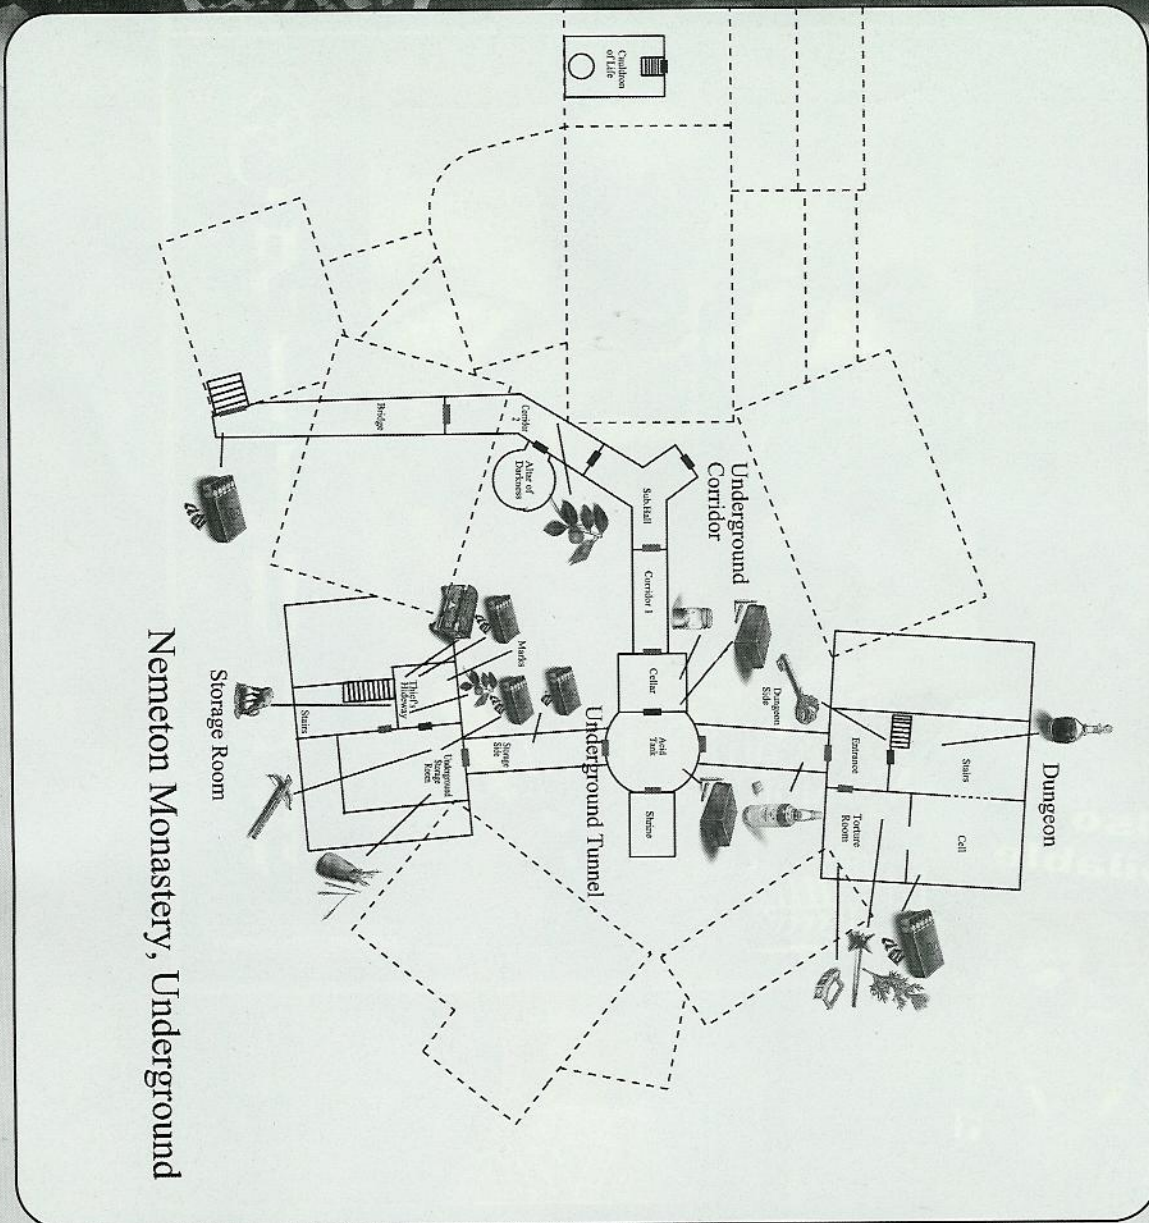 Cauldron
of Life
Underground
Corridor
Sub.Hall
Corridor 1
Corridor
2
Bridge
Altar of
Darkness
Dungeon
Dungeon
Side
Entrance
Stairs
Cell
Torture
Room
Cellar
Acid
Tank
Shrine
Underground Tunnel
Marks
Storage
Side
Thief's
Hideway
Underground
Storage
Room
Stairs
Storage Room
Nemeton Monastery, Underground